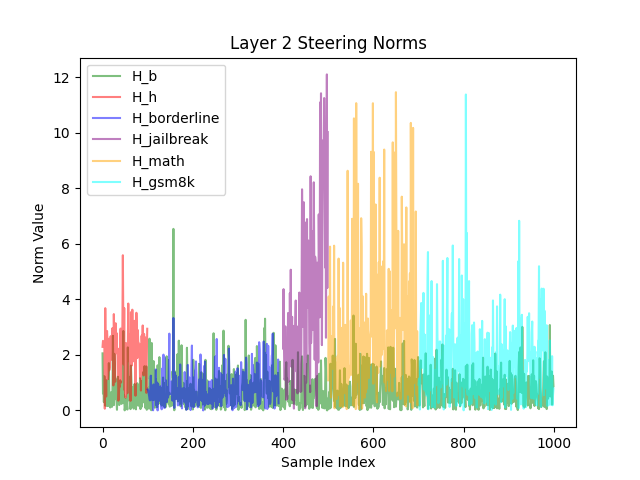 Layer 2 Steering Norms
H_b
H_h
H_borderline
H_jailbreak
H_math
H_gsm8k
Norm Value
12
10
8
6
4
2
0
0 200 400 600 800 1000
Sample Index